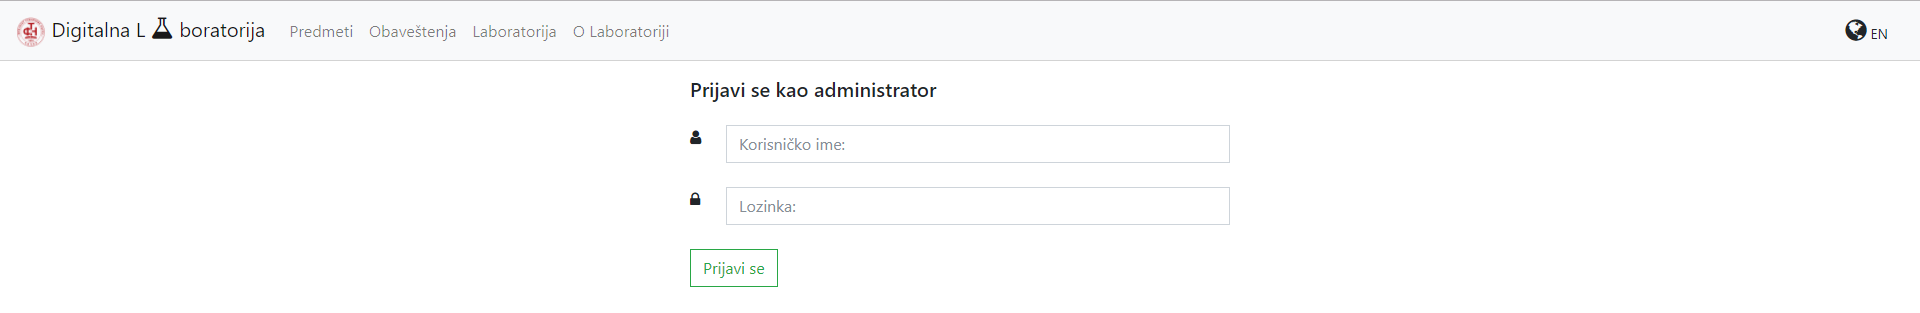 Digitalna L boratorija Predmeti Obaveštenja Laboratorija O Laboratoriji EN
Prijavi se kao administrator
Korisničko ime:
Lozinka:
Prijavi se